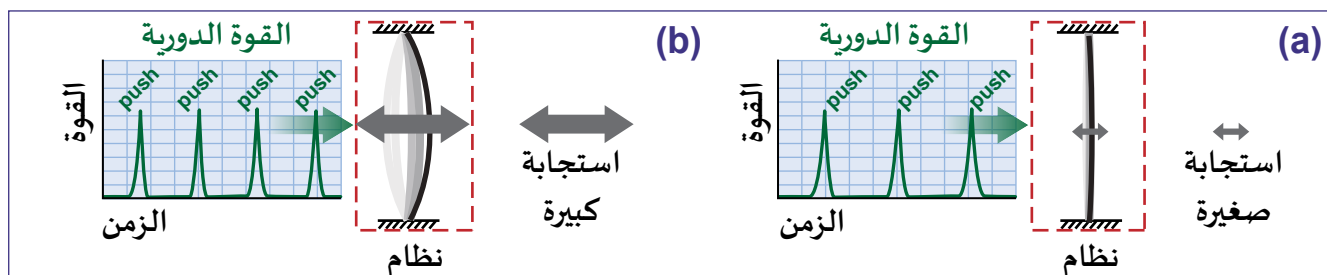 (a)
القوة الدورية
push
push
push
القوة
الزمن
نظام
استجابة
صغيرة
(b)
القوة الدورية
push
push
push
push
القوة
الزمن
نظام
استجابة
كبيرة